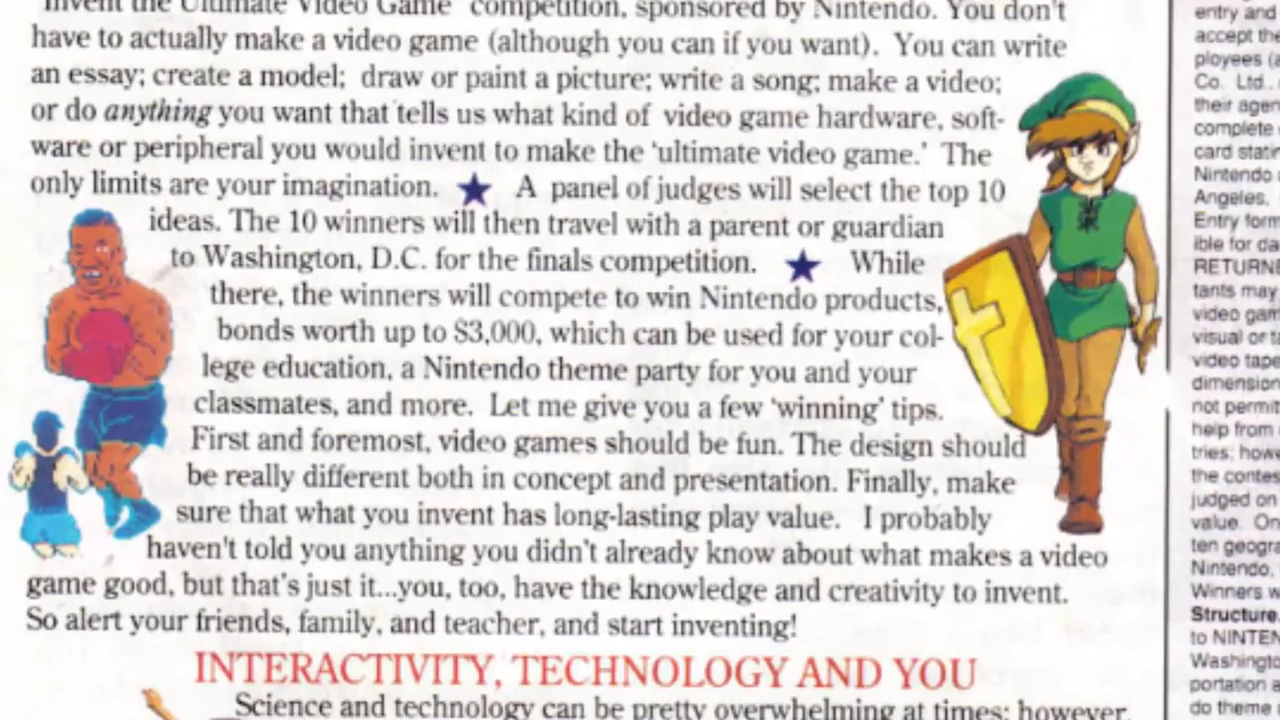 Invent the Ultimate Video Game" competition, sponsored by Nintendo. You don't
have to actually make a video game (although you can if you want). You can write
an essay; create a model; draw or paint a picture; write a song; make a video;
or do anything you want that tells us what kind of video game hardware, soft-
ware or peripheral you would invent to make the 'ultimate video game.' The
only limits are your imagination. ★ A panel of judges will select the top 10
ideas. The 10 winners will then travel with a parent or guardian
to Washington, D.C. for the finals competition. ★ While
there, the winners will compete to win Nintendo products,
bonds worth up to $3,000, which can be used for your col-
lege education, a Nintendo theme party for you and your
classmates, and more. Let me give you a few 'winning' tips.
First and foremost, video games should be fun. The design should
be really different both in concept and presentation. Finally, make
sure that what you invent has long-lasting play value. I probably
haven't told you anything you didn't already know about what makes a video
game good, but that's just it...you, too, have the knowledge and creativity to invent.
So alert your friends, family, and teacher, and start inventing!
INTERACTIVITY, TECHNOLOGY AND YOU
Science and technology can be pretty overwhelming at times; however,
entry and
accept the
ployees (a
Co. Ltd.,
their agen
complete
card statin
Nintendo
Angeles,
Entry form
ible for da
RETURNE
tants may
video gam
visual or ta
video tape
dimension
not permit
help from
tries; howe
the contes
judged on
value. On
ten geogra
Nintendo,
Winners w
Structure.
to NINTEN
Washingto
portation a
do theme